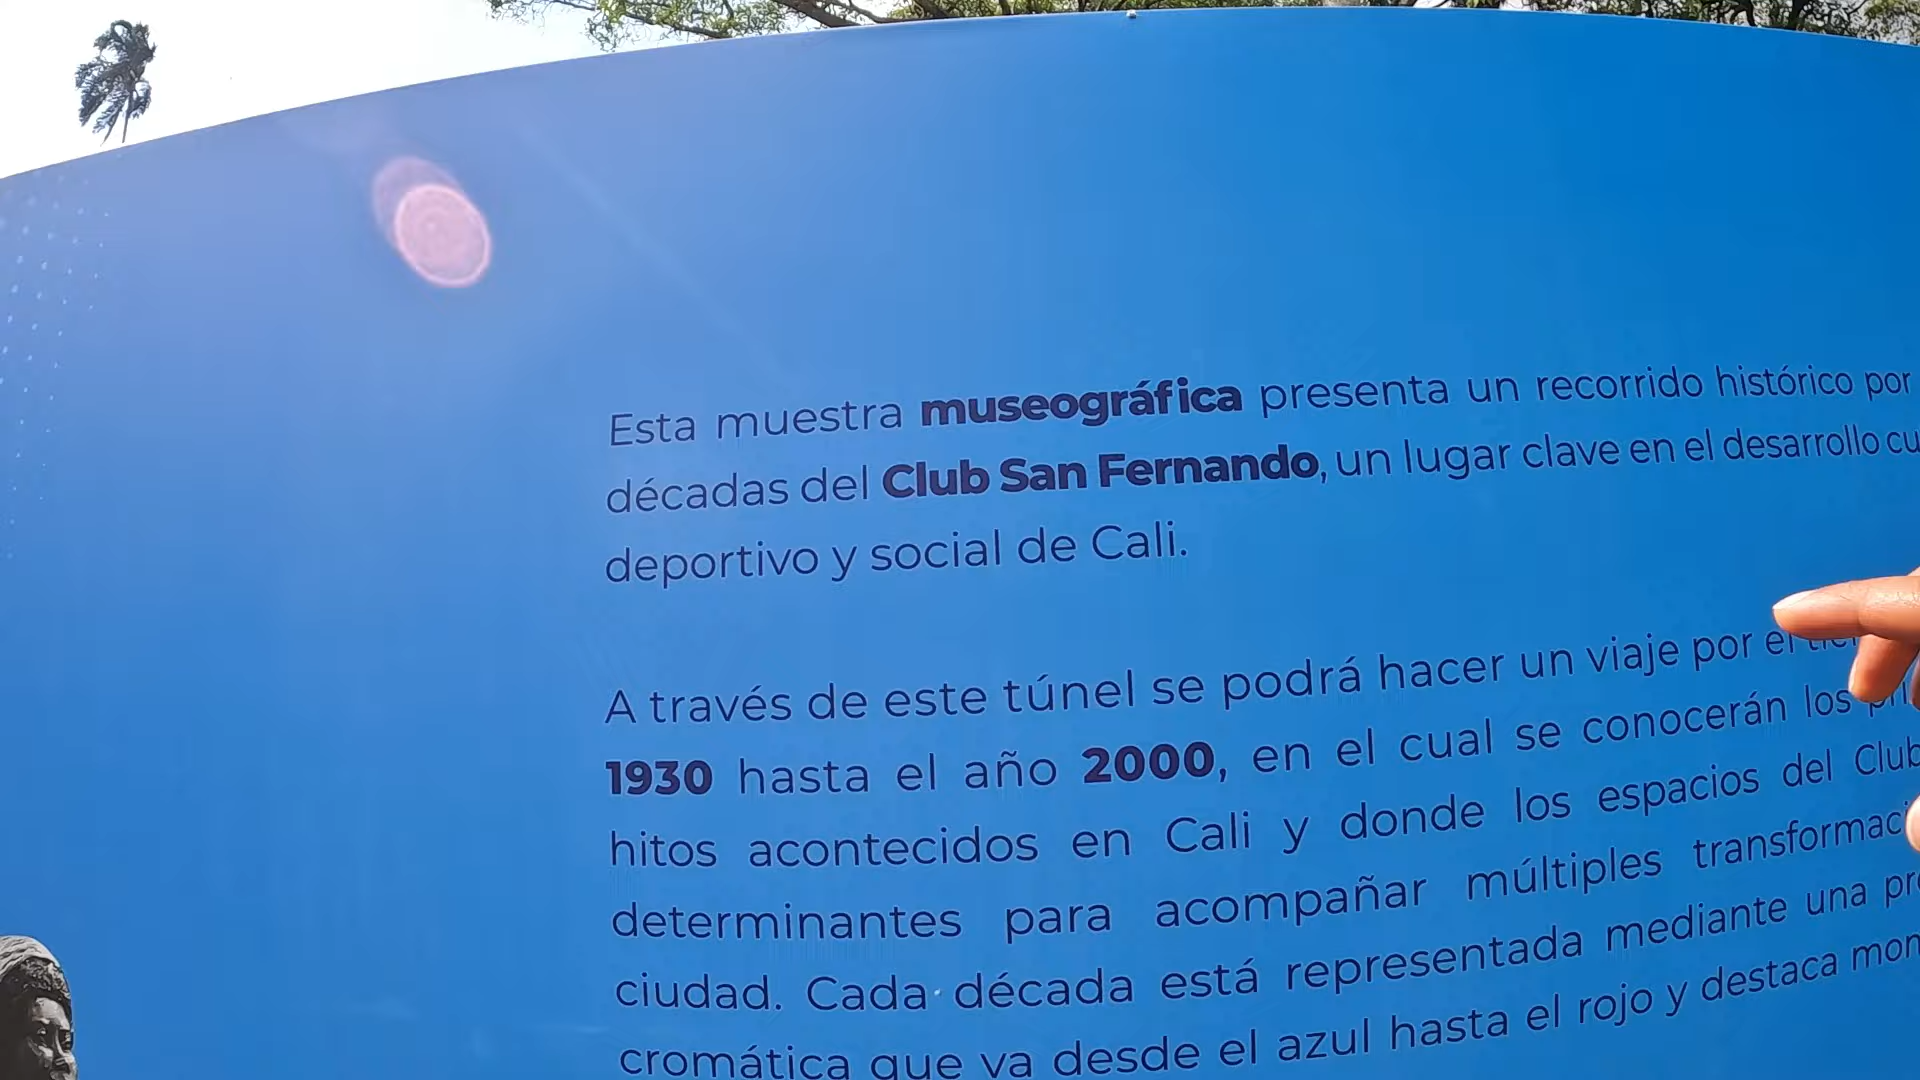 Esta muestra museográfica presenta un recorrido histórico por
décadas del Club San Fernando, un lugar clave en el desarrollo
deportivo y social de Cali.
A través de este túnel se podrá hacer un viaje por el
1930 hasta el año 2000, en el cual se conocerán los
hitos acontecidos en Cali y donde los espacios del Club
determinantes para acompañar múltiples
ciudad. Cada década está representada mediante una
cromática que va desde el azul hasta el rojo y destaca